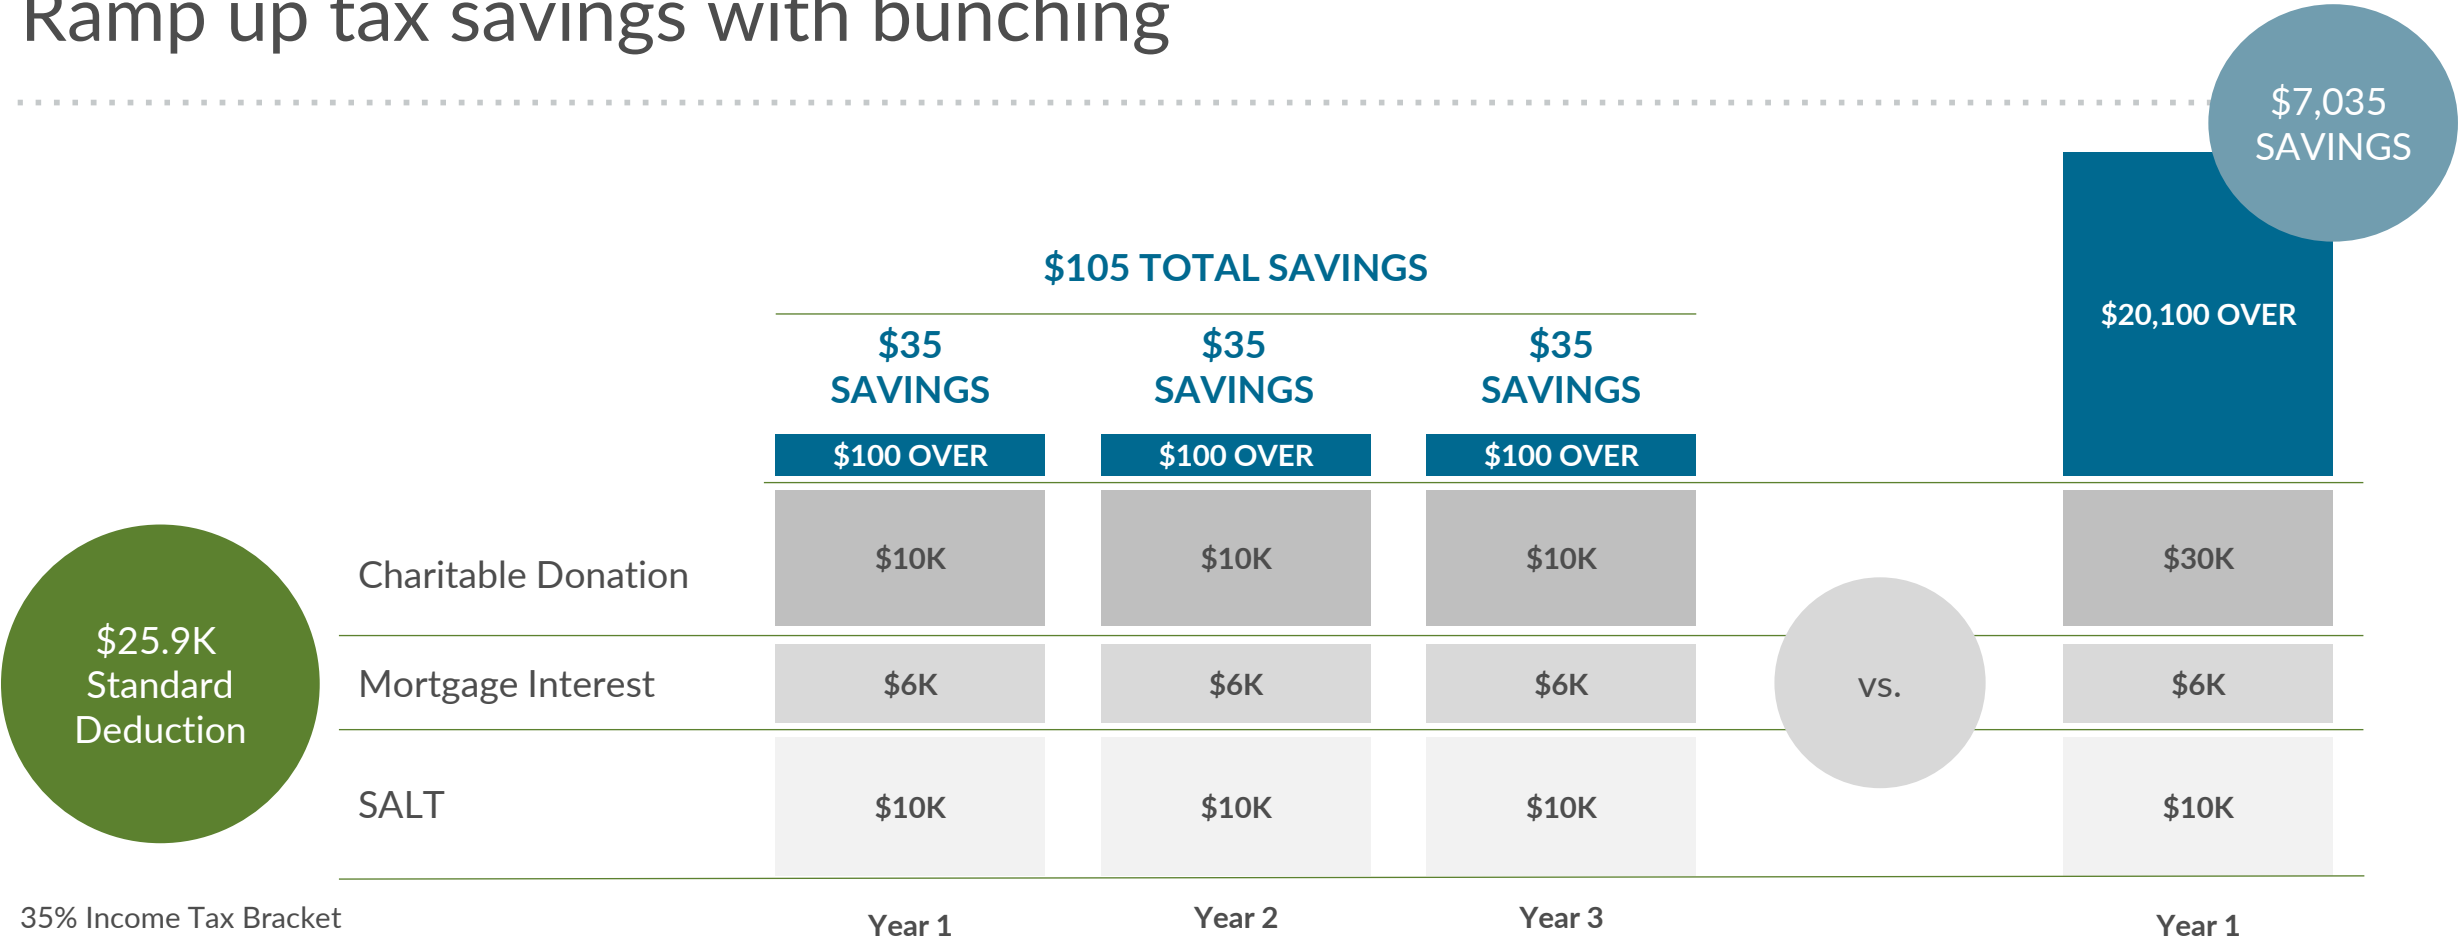 Ramp up tax savings with bunching
$7,035
SAVINGS
$105 TOTAL SAVINGS
$20,100 OVER
$35
SAVINGS
$35
SAVINGS
$35
SAVINGS
$100 OVER
$100 OVER
$100 OVER
$25.9K
Standard
Deduction
Charitable Donation
$10K
$10K
$10K
$30K
Mortgage Interest
$6K
$6K
$6K
vs.
$6K
SALT
$10K
$10K
$10K
$10K
35% Income Tax Bracket
Year 1
Year 2
Year 3
Year 1